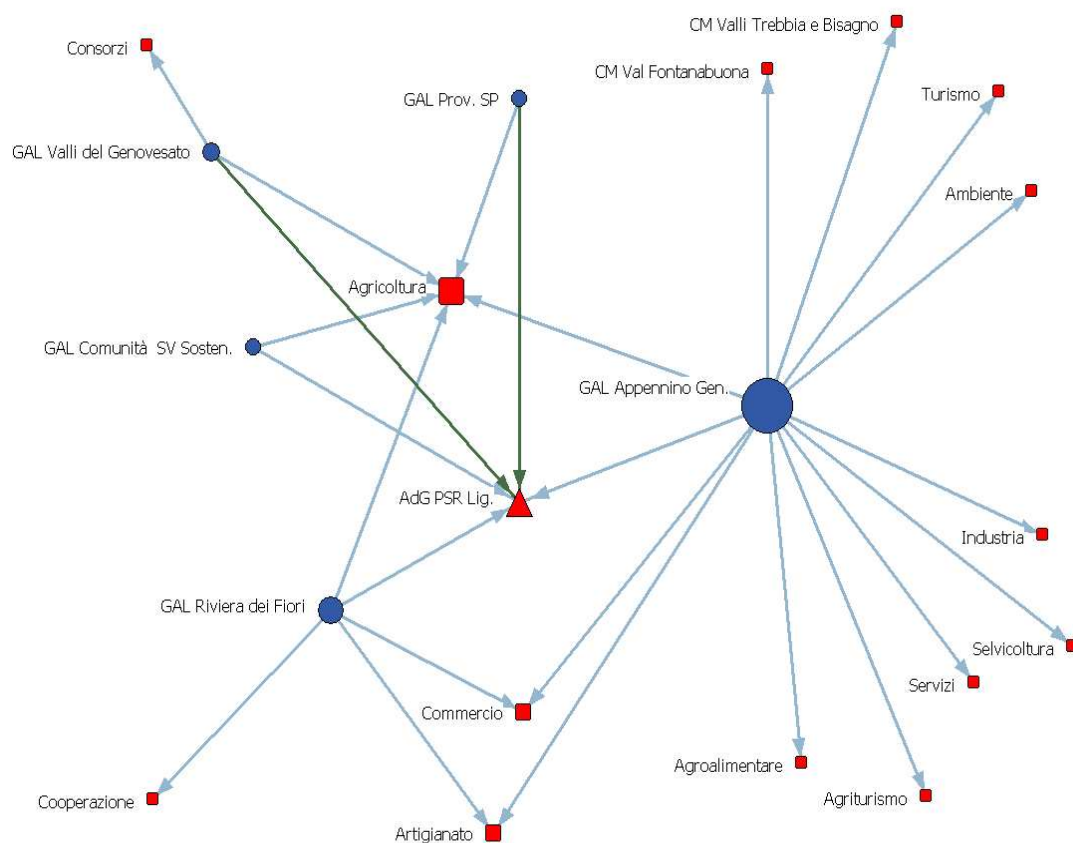 CM Valli Trebbia e Bisagno
Consorzi
CM Val Fontanabuona
Turismo
GAL Prov. SP
GAL Valli del Genovesato
Ambiente
Agricoltura
GAL Comunità  SV Sosten.
GAL Appennino Gen.
AdG PSR Lig.
Industria
GAL Riviera dei Fiori
Selvicoltura
Servizi
Commercio
Agroalimentare
Agriturismo
Cooperazione
Artigianato